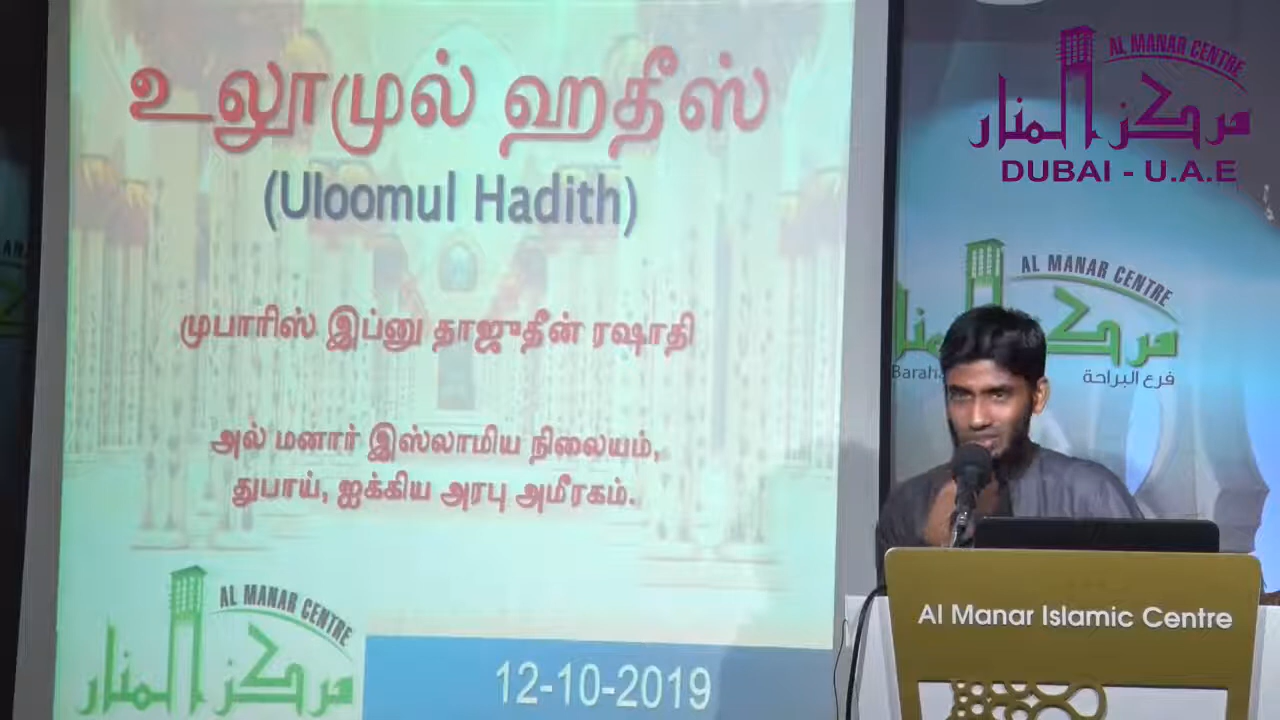 உலூமுல் ஹதீஸ்
(Uloomul Hadith)
முபாரிஸ் இப்னு தாஜுதீன் ரஷாதி
அல் மனார் இஸ்லாமிய நிலையம்,
துபாய், ஐக்கிய அரபு அமீரகம்.
AL MANAR CENTRE
مركز المنار
12-10-2019
AL MANAR CENTRE
مركز المنار
DUBAI - U.A.E
AL MANAR CENTRE
مركز المنار
Baraha
فرع البراحة
Al Manar Islamic Centre